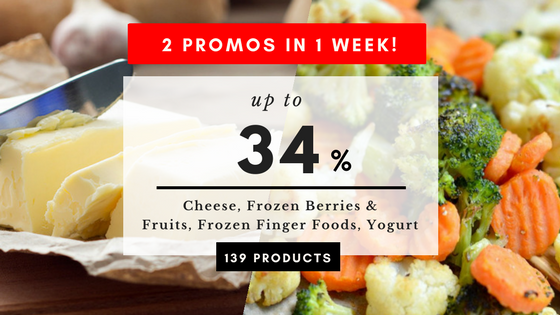 2 PROMOS IN 1 WEEK!
up to
34 %
Cheese, Frozen Berries &
Fruits, Frozen Finger Foods, Yogurt
139 PRODUCTS